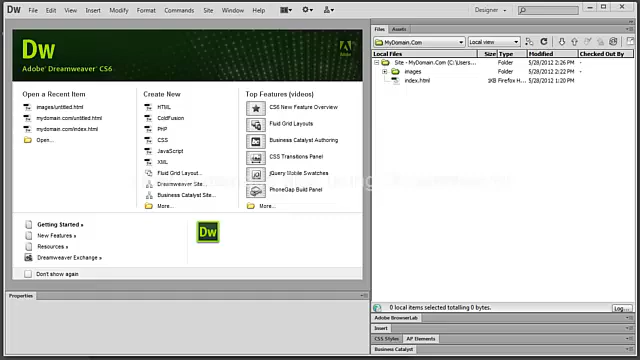 Dw File Edit View Insert Modify Format Commands Site Window Help Designer
Files Assets
MyDomain.Com Local view
Local Files Size Type Modified Checked Out By
Site - MyDomain.Com (C:\Users... Folder 5/28/2012 2:26 PM -
images Folder 5/28/2012 2:22 PM -
index.html 1KB Firefox H... 5/28/2012 2:24 PM
Dw
Adobe® Dreamweaver® CS6
Adobe
Open a Recent Item
images/untitled.html
mydomain.com/untitled.html
mydomain.com/index.html
Open...
Create New
HTML
ColdFusion
PHP
CSS
JavaScript
XML
Fluid Grid Layout...
Dreamweaver Site...
Business Catalyst Site...
More...
Top Features (videos)
CS6 New Feature Overview
Fluid Grid Layouts
Business Catalyst Authoring
CSS Transitions Panel
jQuery Mobile Swatches
PhoneGap Build Panel
More...
Getting Started »
New Features »
Resources »
Dreamweaver Exchange »
Dw
Don't show again
Properties
0 local items selected totalling 0 bytes.
Log...
Adobe BrowserLab
Insert
CSS Styles AP Elements
Business Catalyst